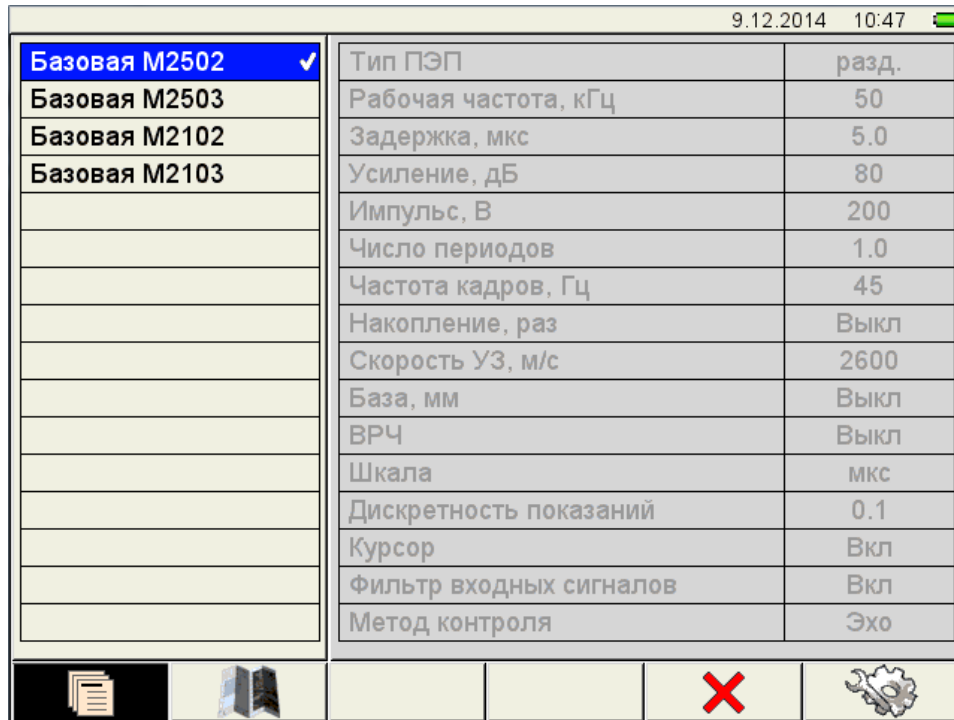 9.12.2014 10:47
Базовая М2502
Базовая М2503
Базовая М2102
Базовая М2103
Тип ПЭП разд.
Рабочая частота, кГц 50
Задержка, мкс 5.0
Усиление, дБ 80
Импульс, В 200
Число периодов 1.0
Частота кадров, Гц 45
Накопление, раз Выкл
Скорость УЗ, м/с 2600
База, мм Выкл
ВРЧ Выкл
Шкала мкс
Дискретность показаний 0.1
Курсор Вкл
Фильтр входных сигналов Вкл
Метод контроля Эхо